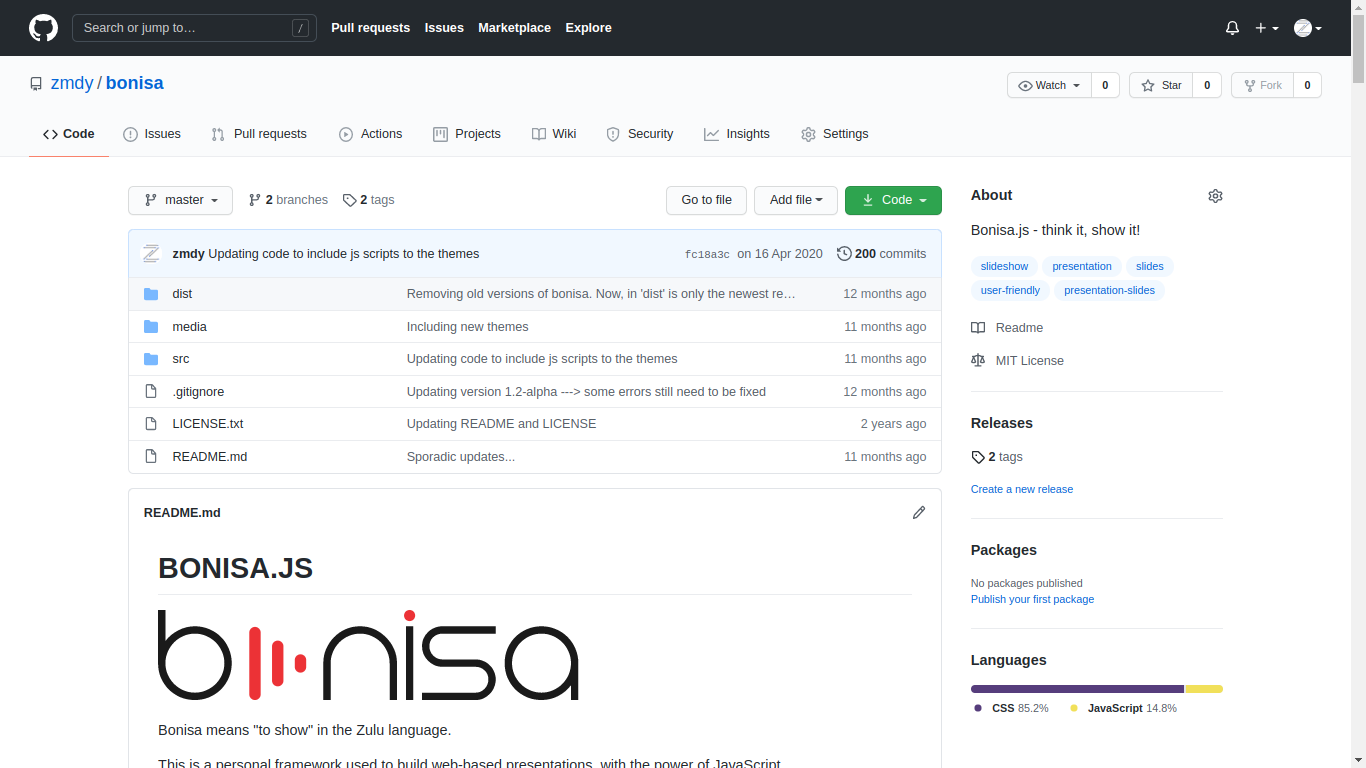 Search or jump to… /
Pull requests Issues Marketplace Explore
zmdy / bonisa
Watch 0 Star 0 Fork 0
Code Issues Pull requests Actions Projects Wiki Security Insights Settings
master 2 branches 2 tags Go to file Add file Code
zmdy Updating code to include js scripts to the themes fc18a3c on 16 Apr 2020 200 commits
dist Removing old versions of bonisa. Now, in 'dist' is only the newest re… 12 months ago
media Including new themes 11 months ago
src Updating code to include js scripts to the themes 11 months ago
.gitignore Updating version 1.2-alpha ---> some errors still need to be fixed 12 months ago
LICENSE.txt Updating README and LICENSE 2 years ago
README.md Sporadic updates... 11 months ago
README.md
BONISA.JS
bonisa
Bonisa means "to show" in the Zulu language.
This is a personal framework used to build web-based presentations, with the power of JavaScript,
About
Bonisa.js - think it, show it!
slideshow presentation slides
user-friendly presentation-slides
Readme
MIT License
Releases
2 tags
Create a new release
Packages
No packages published
Publish your first package
Languages
CSS 85.2% JavaScript 14.8%